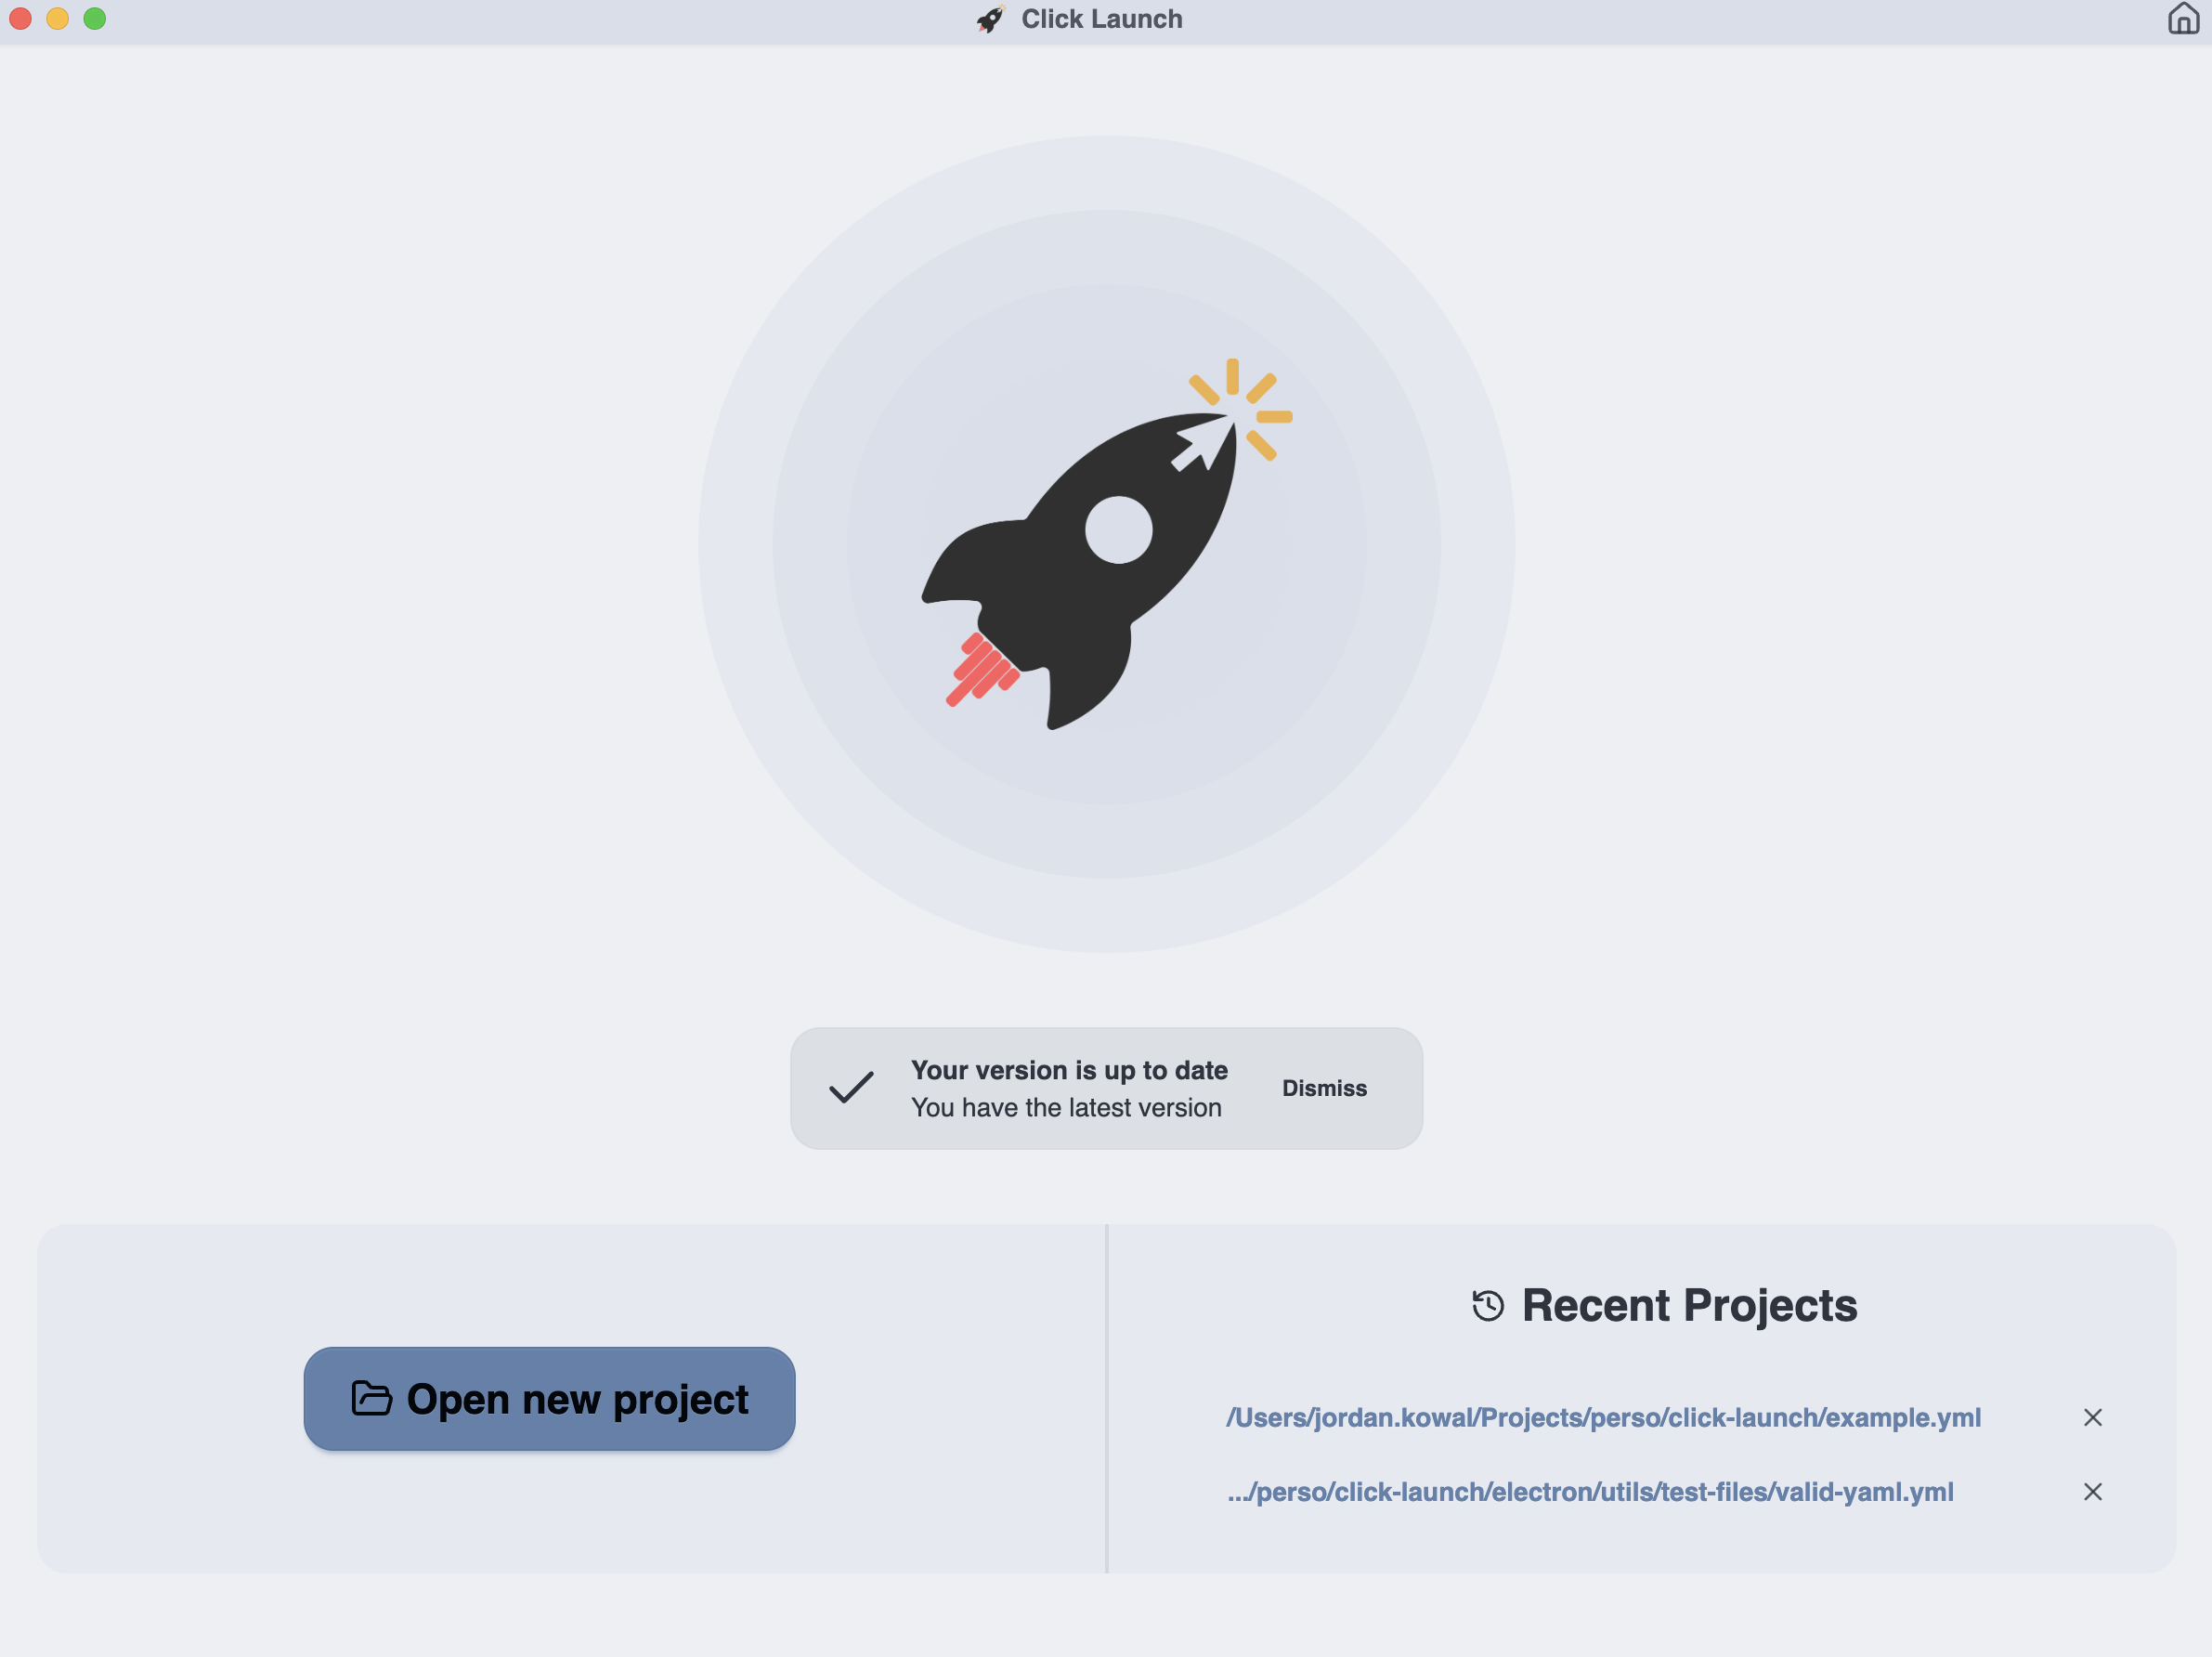 Click Launch
Your version is up to date
You have the latest version
Dismiss
Open new project
Recent Projects
/Users/jordan.kowal/Projects/perso/click-launch/example.yml
.../perso/click-launch/electron/utils/test-files/valid-yaml.yml